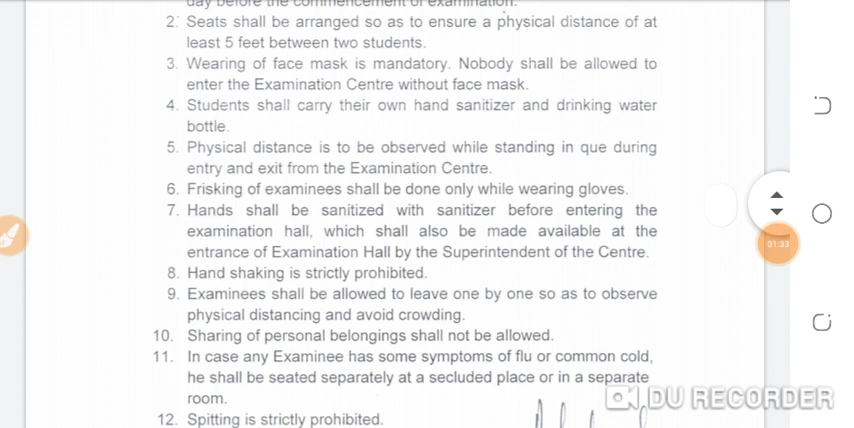 day before the commencement of examination.
2. Seats shall be arranged so as to ensure a physical distance of at
least 5 feet between two students.
3. Wearing of face mask is mandatory. Nobody shall be allowed to
enter the Examination Centre without face mask.
4. Students shall carry their own hand sanitizer and drinking water
bottle.
5. Physical distance is to be observed while standing in que during
entry and exit from the Examination Centre.
6. Frisking of examinees shall be done only while wearing gloves.
7. Hands shall be sanitized with sanitizer before entering the
examination hall, which shall also be made available at the
entrance of Examination Hall by the Superintendent of the Centre.
01:33
8. Hand shaking is strictly prohibited.
9. Examinees shall be allowed to leave one by one so as to observe
physical distancing and avoid crowding.
10. Sharing of personal belongings shall not be allowed.
11. In case any Examinee has some symptoms of flu or common cold,
he shall be seated separately at a secluded place or in a separate
room.
DU RECORDER
12. Spitting is strictly prohibited.